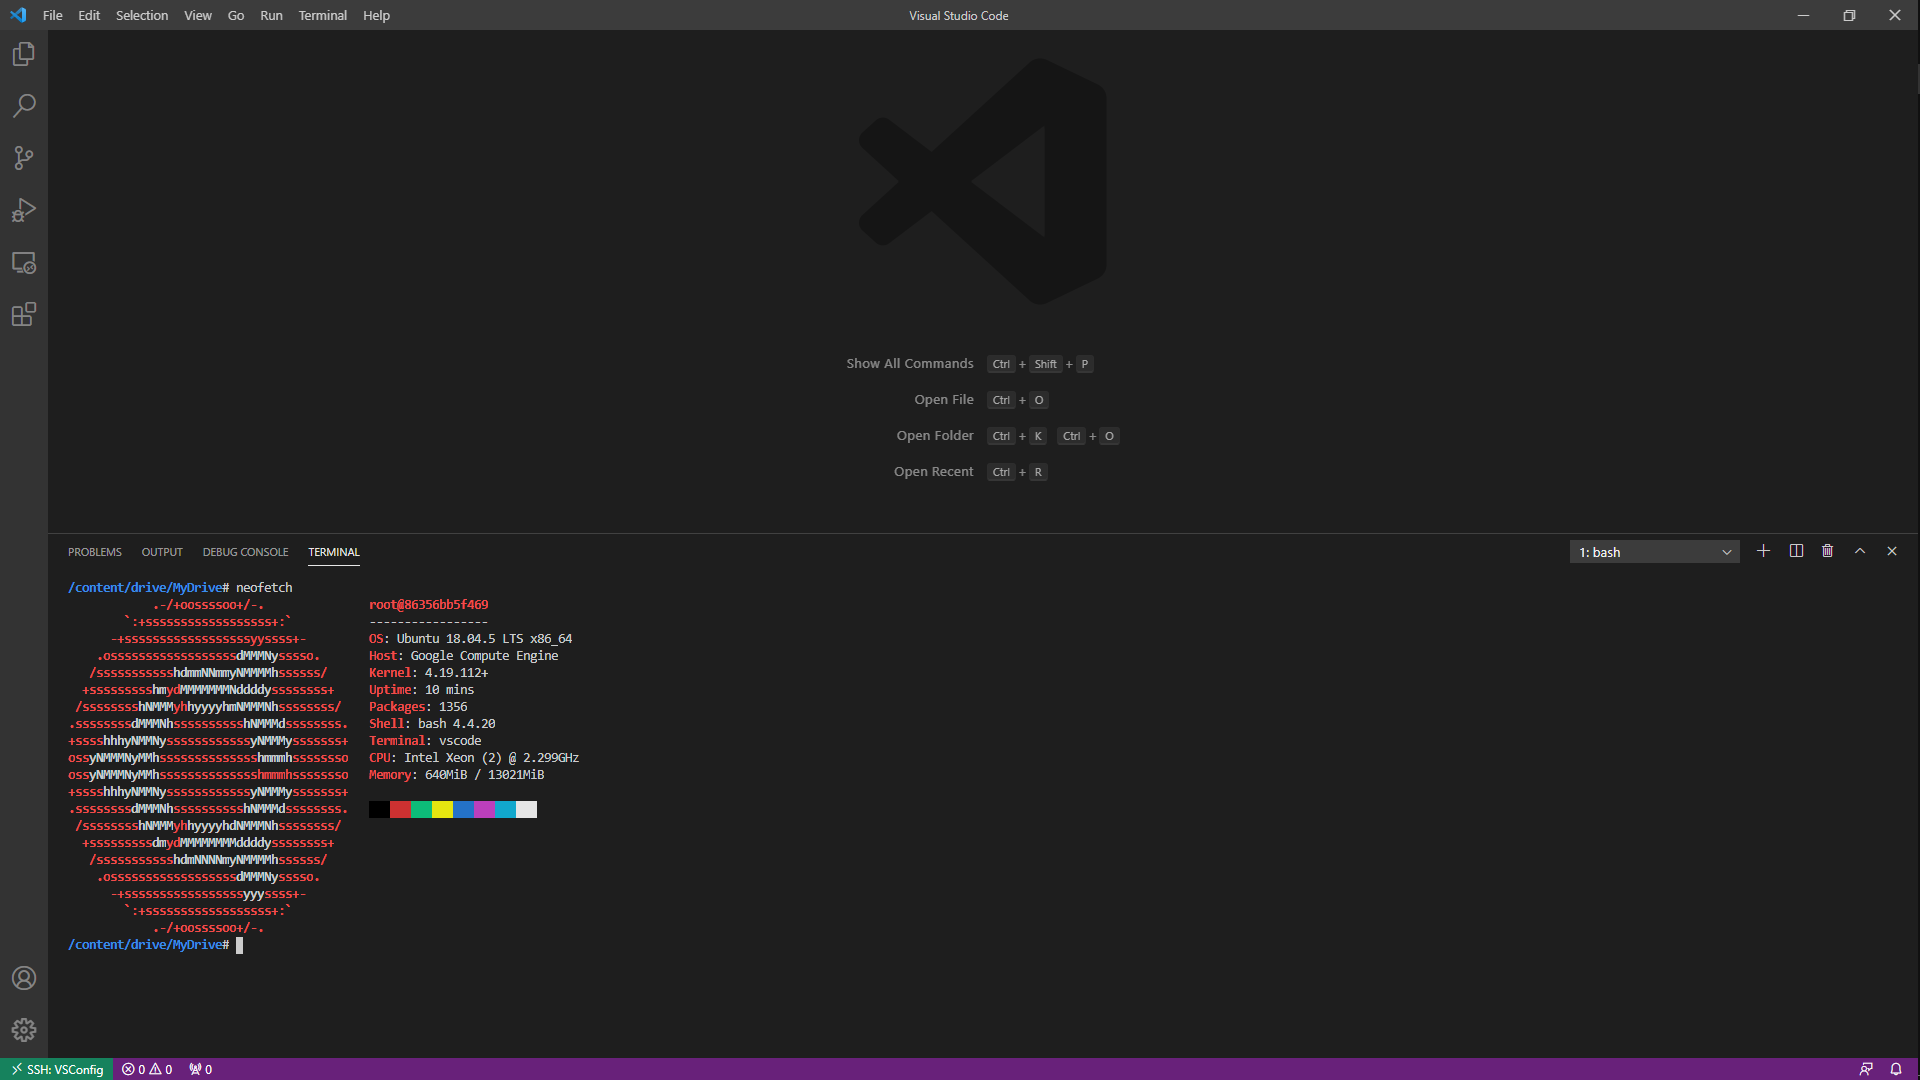 File Edit Selection View Go Run Terminal Help Visual Studio Code
Show All Commands Ctrl + Shift + P
Open File Ctrl + O
Open Folder Ctrl + K Ctrl + O
Open Recent Ctrl + R
PROBLEMS OUTPUT DEBUG CONSOLE TERMINAL 1: bash
/content/drive/MyDrive# neofetch
.-/+oossssoo+/-. root@86356bb5f469
`:+ssssssssssssssssss+:` -----------------
-+ssssssssssssssssssyyssss+- OS: Ubuntu 18.04.5 LTS x86_64
.ossssssssssssssssssdMMMNysssso. Host: Google Compute Engine
/ssssssssssshdmmNNmmyNMMMMhssssss/ Kernel: 4.19.112+
+ssssssssshmydMMMMMMMNddddyssssssss+ Uptime: 10 mins
/sssssssshNMMMyhhyyyyhmNMMMNhssssssss/ Packages: 1356
.ssssssssdMMMNhsssssssssshNMMMdssssssss. Shell: bash 4.4.20
+sssshhhyNMMNyssssssssssssyNMMMysssssss+ Terminal: vscode
ossyNMMMNyMMhsssssssssssssshmmmhssssssso CPU: Intel Xeon (2) @ 2.299GHz
ossyNMMMNyMMhsssssssssssssshmmmhssssssso Memory: 640MiB / 13021MiB
+sssshhhyNMMNyssssssssssssyNMMMysssssss+
.ssssssssdMMMNhsssssssssshNMMMdssssssss.
/sssssssshNMMMyhhyyyyhdNMMMNhssssssss/
+sssssssssdmydMMMMMMMMddddyssssssss+
/ssssssssssshdmNNNNmyNMMMMhssssss/
.ossssssssssssssssssdMMMNysssso.
-+sssssssssssssssssyyyssss+-
`:+ssssssssssssssssss+:`
.-/+oossssoo+/-.
/content/drive/MyDrive#
SSH: VSConfig 0 0 0